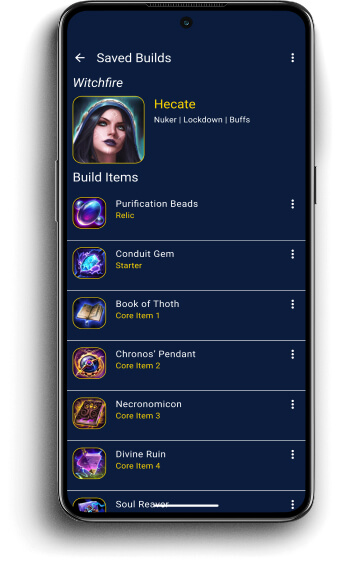 Saved Builds
Witchfire
Hecate
Nuker | Lockdown | Buffs
Build Items
Purification Beads
Relic
Conduit Gem
Starter
Book of Thoth
Core Item 1
Chronos' Pendant
Core Item 2
Necronomicon
Core Item 3
Divine Ruin
Core Item 4
Soul Reaver